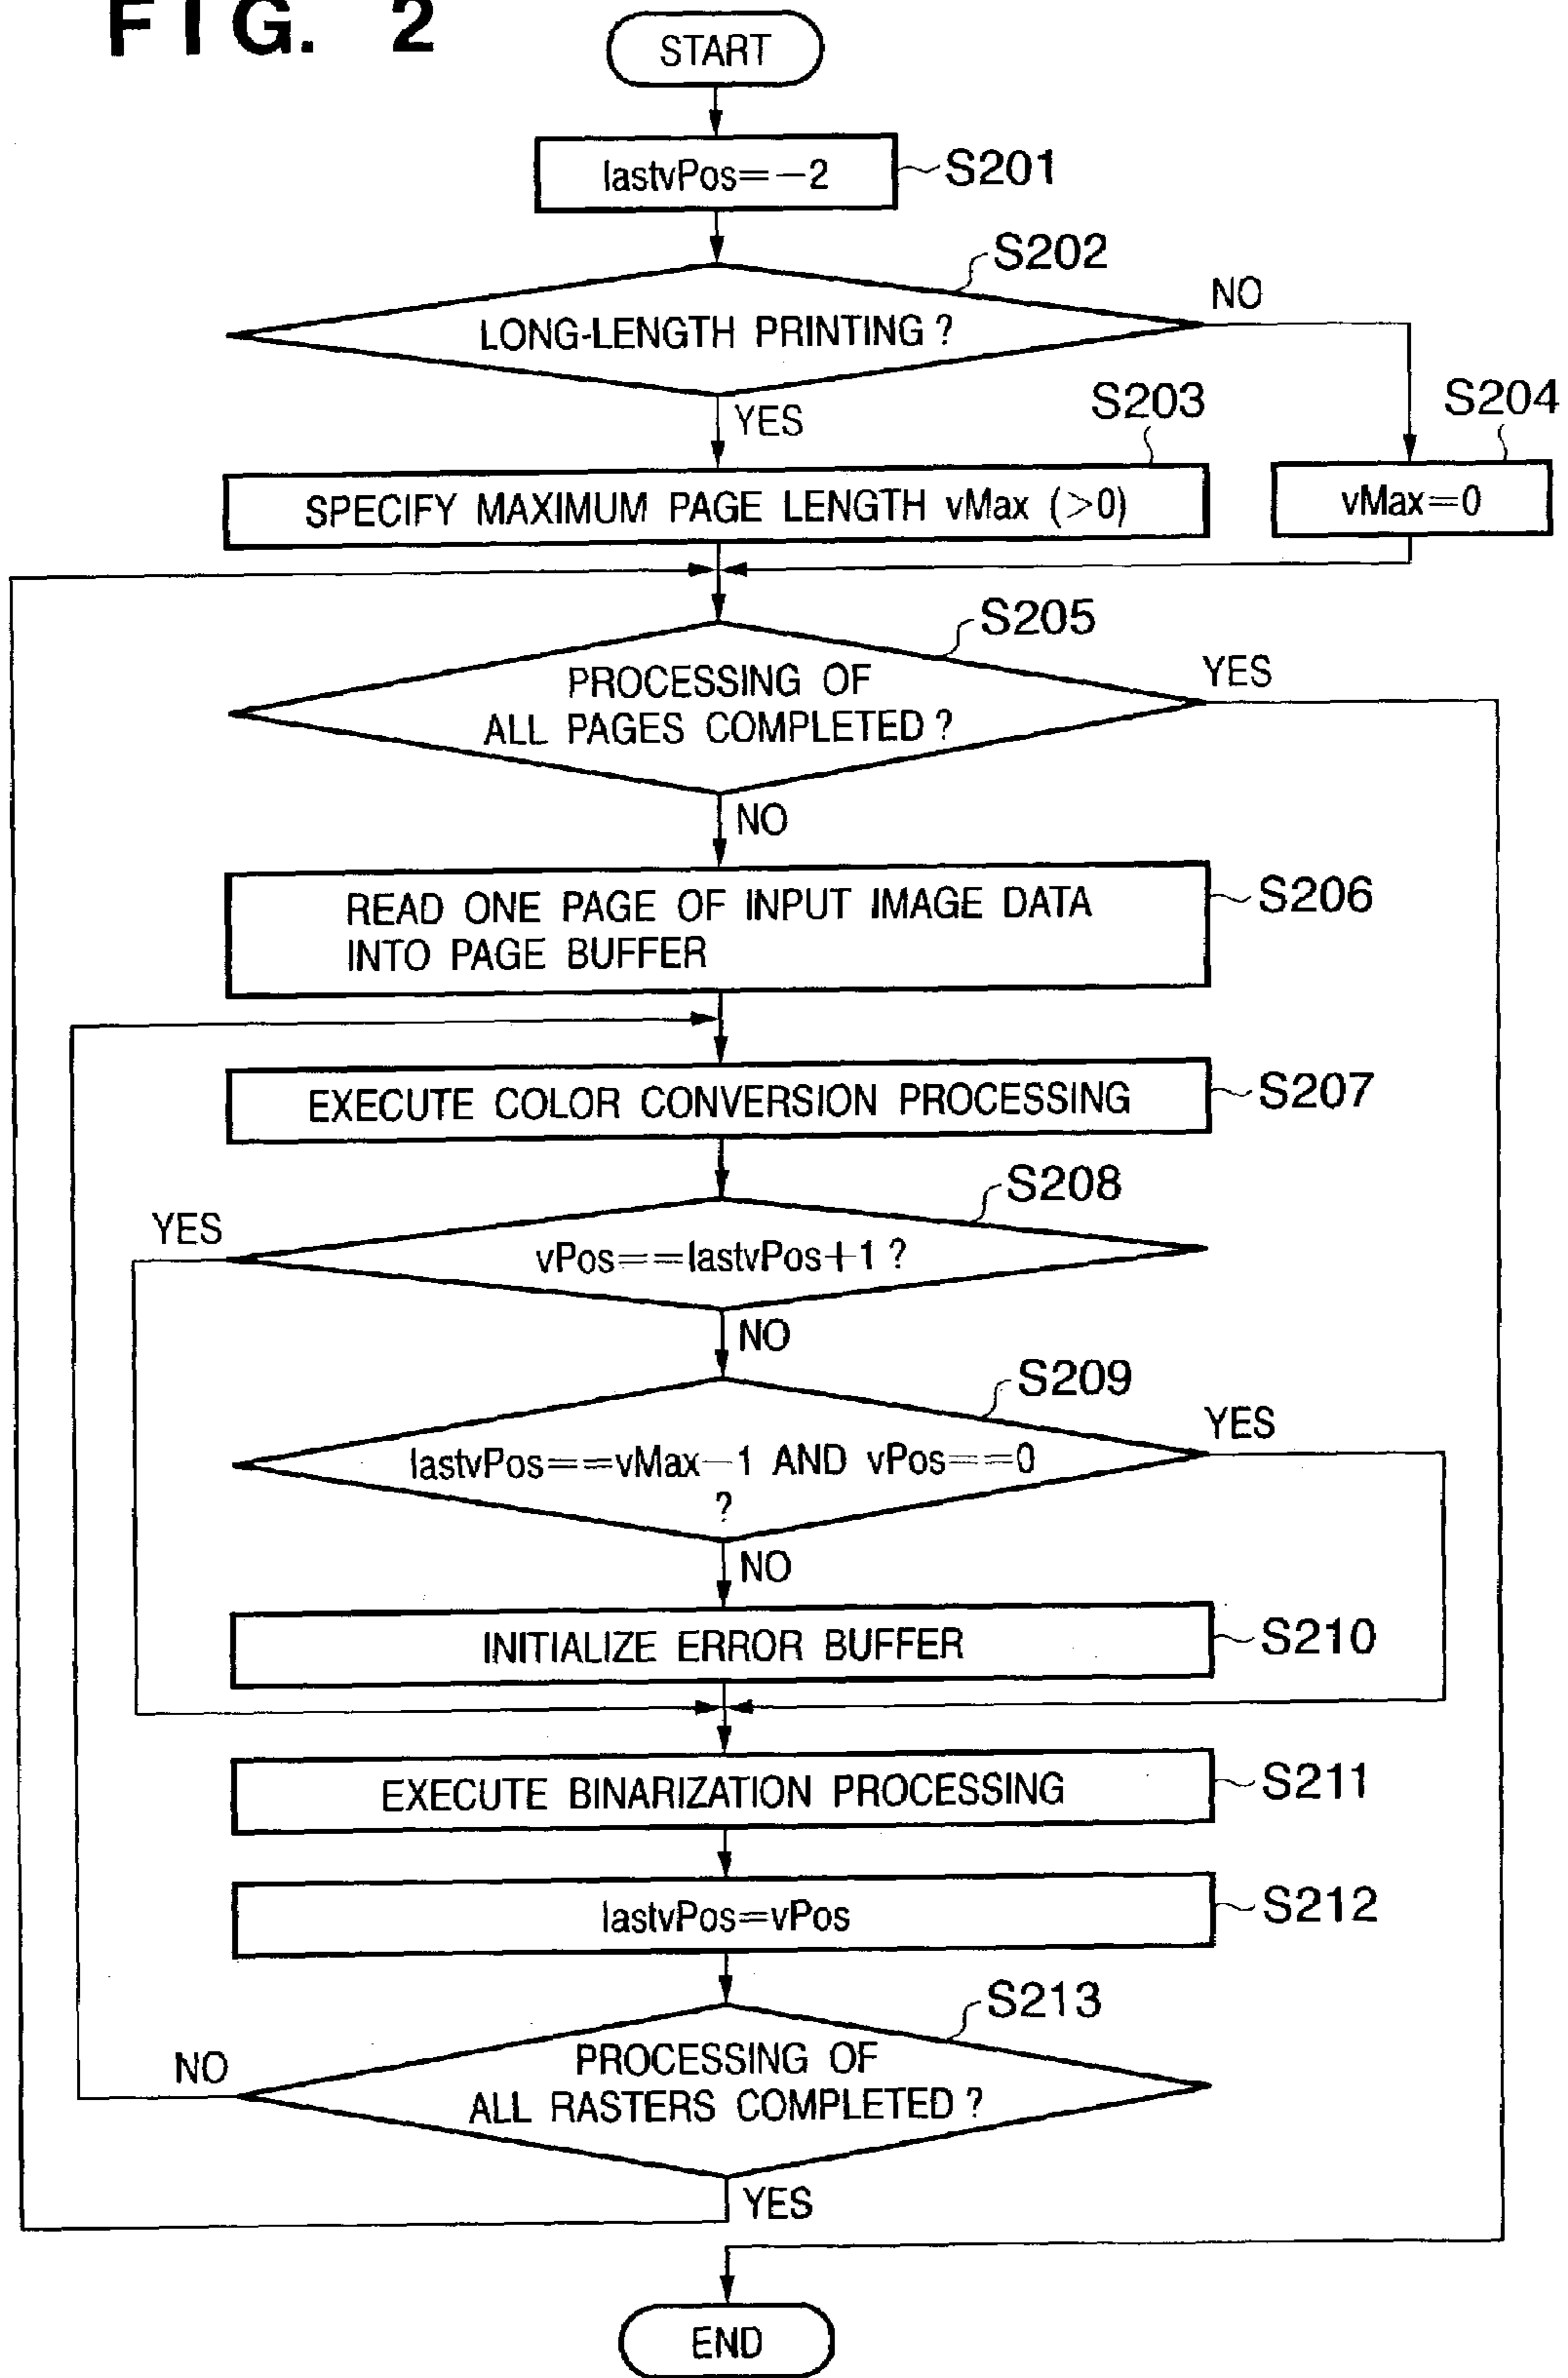 FIG. 2
START
lastvPos=−2
S201
S202
LONG-LENGTH PRINTING?
NO
YES
S203
S204
SPECIFY MAXIMUM PAGE LENGTH vMax (>0)
vMax=0
S205
PROCESSING OF
ALL PAGES COMPLETED?
YES
NO
READ ONE PAGE OF INPUT IMAGE DATA
INTO PAGE BUFFER
S206
EXECUTE COLOR CONVERSION PROCESSING
S207
S208
YES
vPos==lastvPos+1?
NO
S209
YES
lastvPos==vMax−1 AND vPos==0
?
NO
INITIALIZE ERROR BUFFER
S210
EXECUTE BINARIZATION PROCESSING
S211
lastvPos=vPos
S212
S213
NO
PROCESSING OF
ALL RASTERS COMPLETED?
YES
END